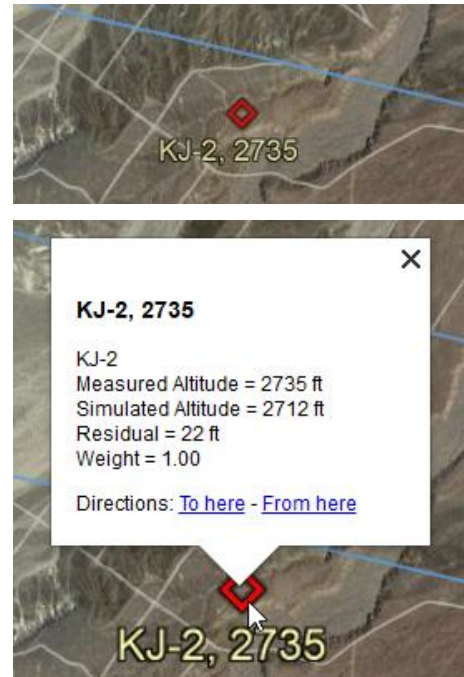 KJ-2, 2735
KJ-2, 2735
KJ-2
Measured Altitude = 2735 ft
Simulated Altitude = 2712 ft
Residual = 22 ft
Weight = 1.00
Directions: To here - From here
KJ-2, 2735